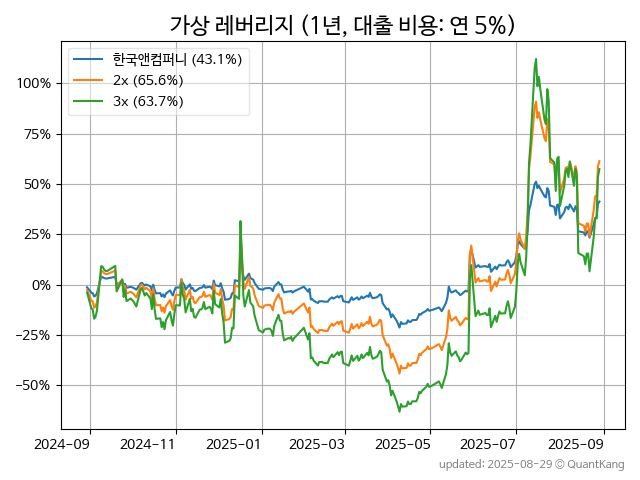 가상 레버리지 (1년, 대출 비용: 연 5%)
한국앤컴퍼니 (43.1%)
2x (65.6%)
3x (63.7%)
100%
75%
50%
25%
0%
−25%
−50%
2024-09
2024-11
2025-01
2025-03
2025-05
2025-07
2025-09
updated: 2025-08-29 © QuantKang